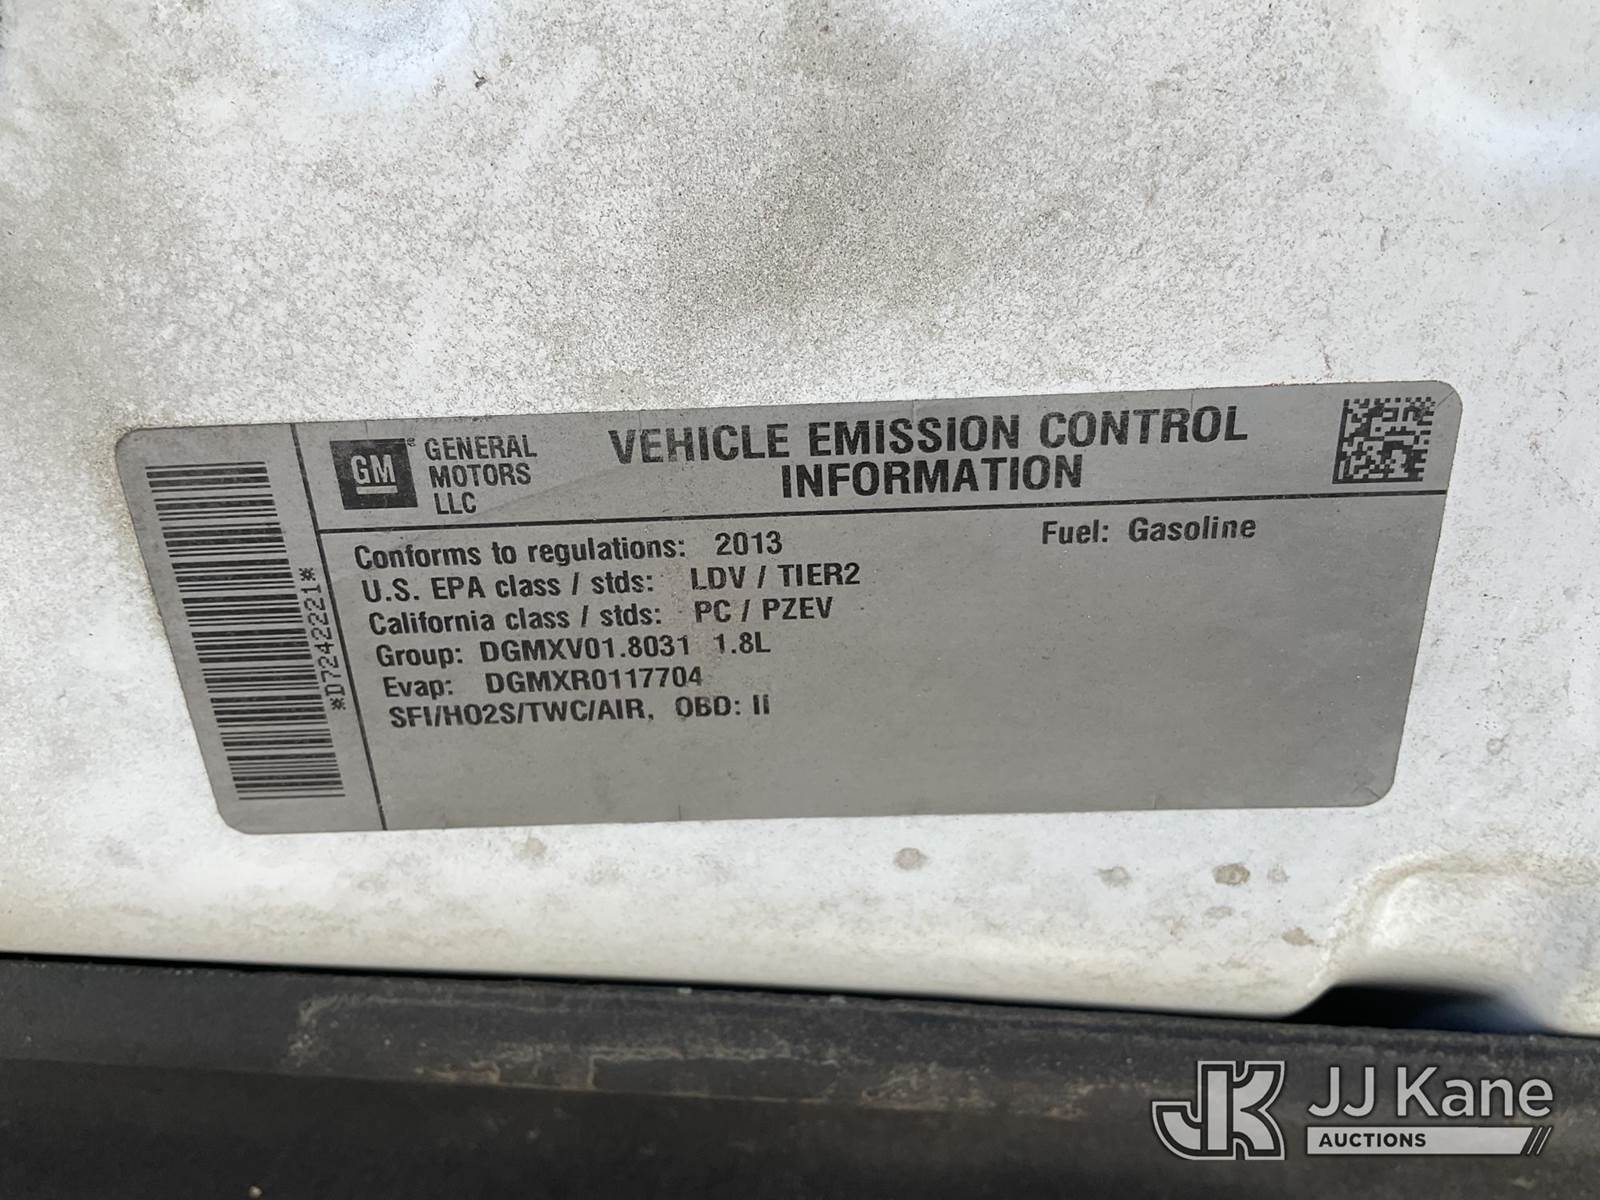 GM
GENERAL
MOTORS
LLC
VEHICLE EMISSION CONTROL
INFORMATION
Conforms to regulations: 2013
Fuel: Gasoline
U.S. EPA class / stds: LDV / TIER2
California class / stds: PC / PZEV
Group: DGMXV01.8031 1.8L
Evap: DGMXR0117704
SFI/HO2S/TWC/AIR, OBD: II
*D7242221*
JK
JJ Kane
AUCTIONS